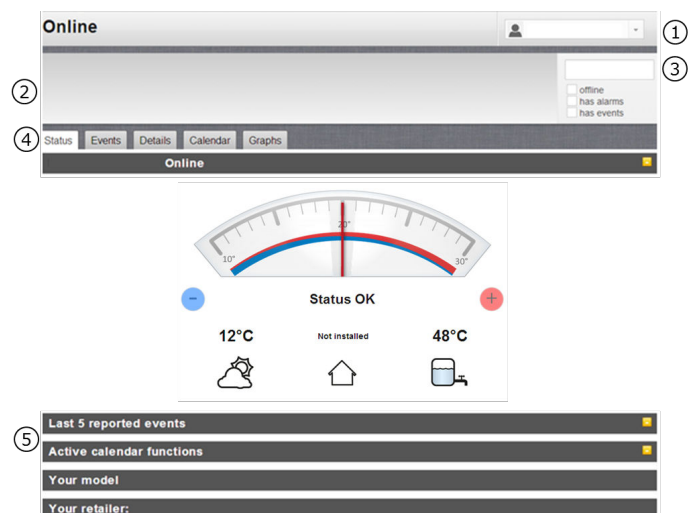 Online
1
3
2
offline
has alarms
has events
4
Status Events Details Calendar Graphs
Online
10° 20° 30°
- Status OK +
12°C Not installed 48°C
Last 5 reported events
5
Active calendar functions
Your model
Your retailer: